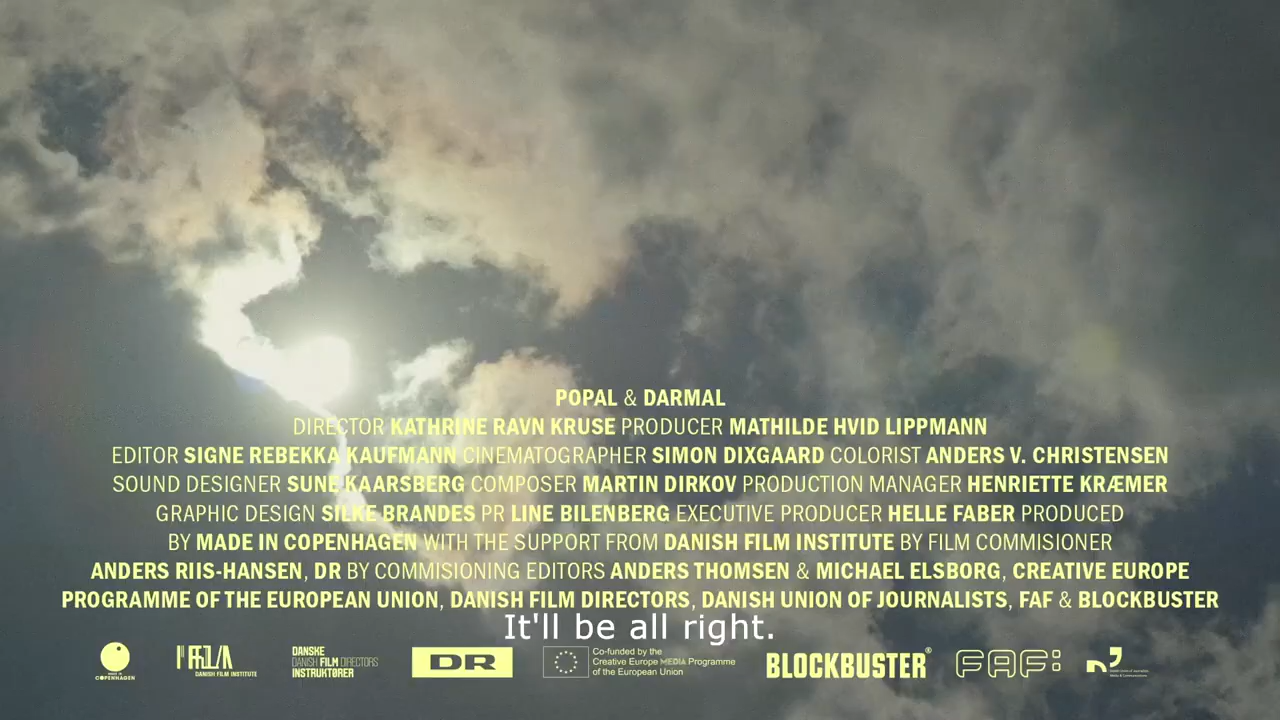 POPAL & DARMAL
DIRECTOR KATHRINE RAVN KRUSE PRODUCER MATHILDE HVID LIPPMANN
EDITOR SIGNE REBEKKA KAUFMANN CINEMATOGRAPHER SIMON DIXGAARD COLORIST ANDERS V. CHRISTENSEN
SOUND DESIGNER SUNE KAARSBERG COMPOSER MARTIN DIRKOV PRODUCTION MANAGER HENRIETTE KRÆMER
GRAPHIC DESIGN SILKE BRANDES PR LINE BILENBERG EXECUTIVE PRODUCER HELLE FABER PRODUCED
BY MADE IN COPENHAGEN WITH THE SUPPORT FROM DANISH FILM INSTITUTE BY FILM COMMISIONER
ANDERS RIIS-HANSEN, DR BY COMMISIONING EDITORS ANDERS THOMSEN & MICHAEL ELSBORG, CREATIVE EUROPE
PROGRAMME OF THE EUROPEAN UNION, DANISH FILM DIRECTORS, DANISH UNION OF JOURNALISTS, FAF & BLOCKBUSTER
It'll be all right.
MADE IN
COPENHAGEN
DANISH FILM INSTITUTE
DANSKE
DANISH FILM DIRECTORS
INSTRUKTØRER
DR
Co-funded by the
Creative Europe MEDIA Programme
of the European Union
BLOCKBUSTER®
FAF: